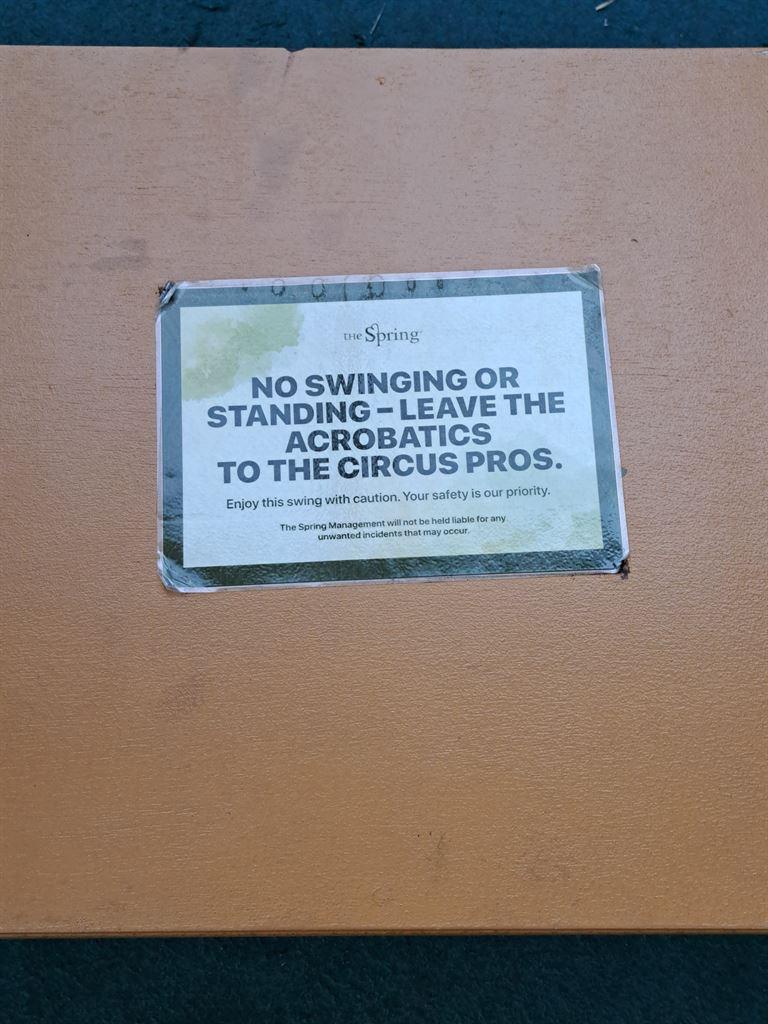 THE Spring
NO SWINGING OR
STANDING – LEAVE THE
ACROBATICS
TO THE CIRCUS PROS.
Enjoy this swing with caution. Your safety is our priority.
The Spring Management will not be held liable for any
unwanted incidents that may occur.